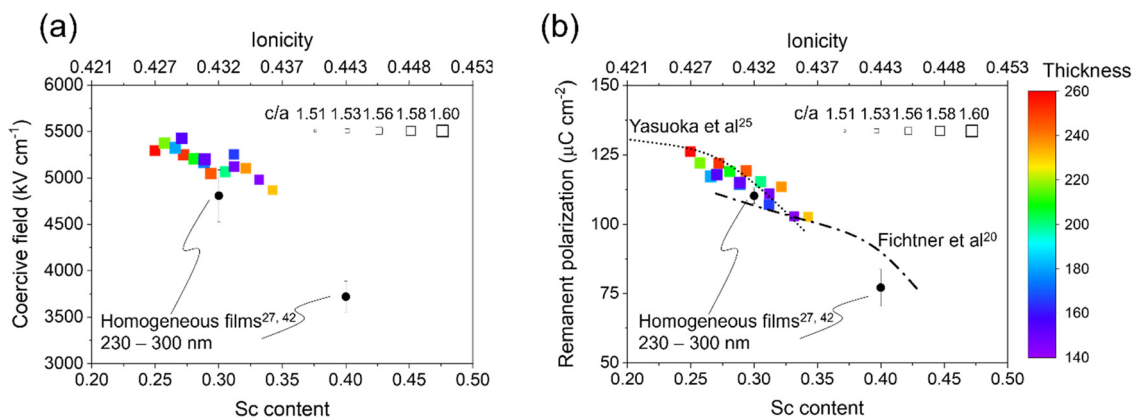 (a)
Ionicity
0.421 0.427 0.432 0.437 0.443 0.448 0.453
6000
5500
5000
4500
4000
3500
3000
Coercive field (kV cm⁻¹)
c/a 1.51 1.53 1.56 1.58 1.60
Homogeneous films²⁷, ⁴²
230 – 300 nm
0.20 0.25 0.30 0.35 0.40 0.45 0.50
Sc content
(b)
Ionicity
0.421 0.427 0.432 0.437 0.443 0.448 0.453
150
125
100
75
50
Remanent polarization (µC cm⁻²)
c/a 1.51 1.53 1.56 1.58 1.60
Yasuoka et al²⁵
Fichtner et al²⁰
Homogeneous films²⁷, ⁴²
230 – 300 nm
0.20 0.25 0.30 0.35 0.40 0.45 0.50
Sc content
Thickness
260
240
220
200
180
160
140